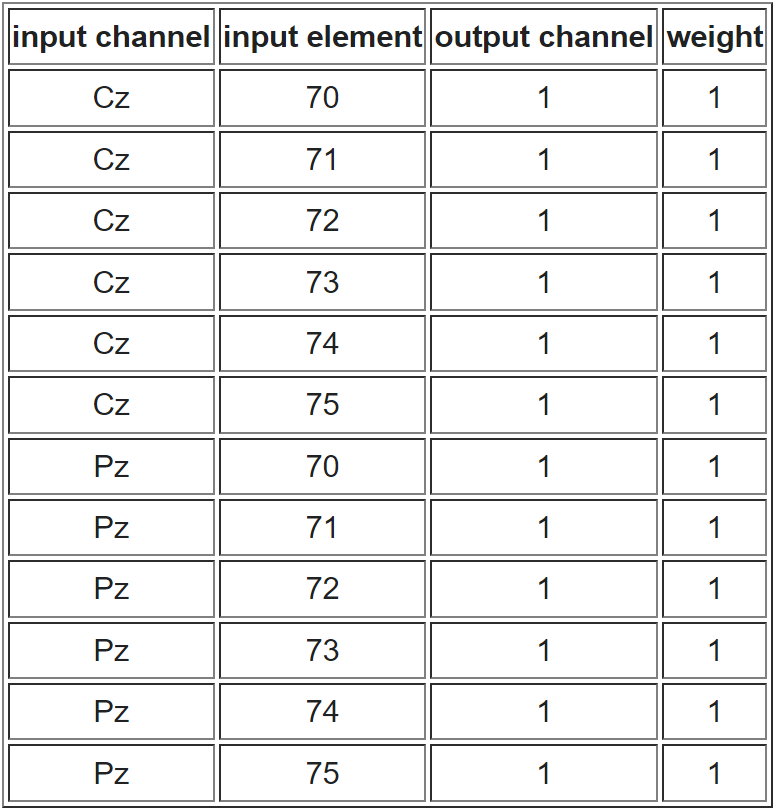 input channel input element output channel weight
Cz 70 1 1
Cz 71 1 1
Cz 72 1 1
Cz 73 1 1
Cz 74 1 1
Cz 75 1 1
Pz 70 1 1
Pz 71 1 1
Pz 72 1 1
Pz 73 1 1
Pz 74 1 1
Pz 75 1 1